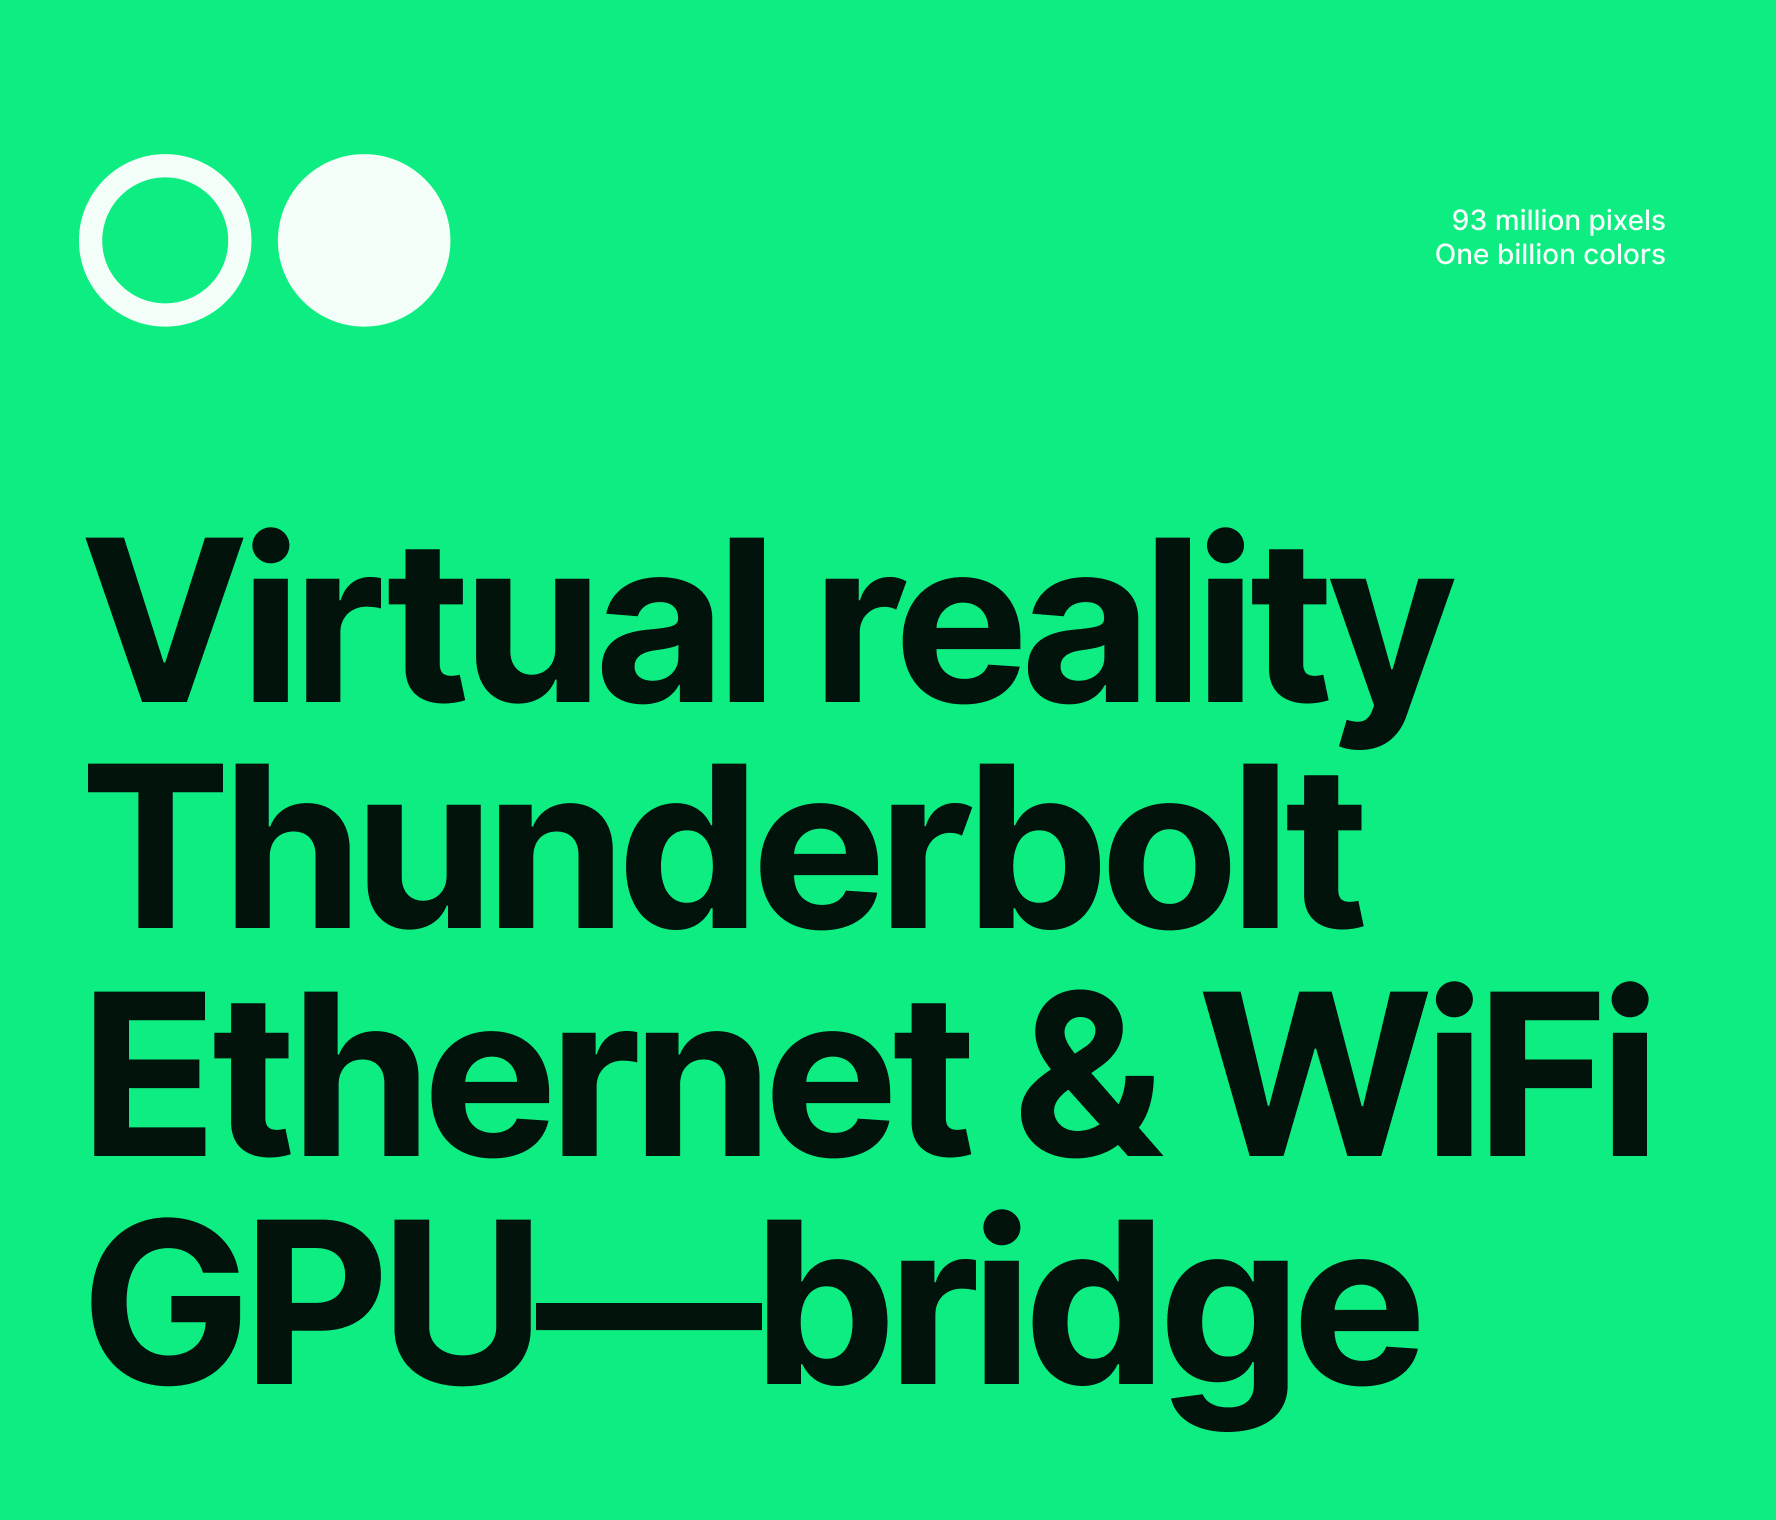 93 million pixels
One billion colors
Virtual reality
Thunderbolt
Ethernet & WiFi
GPU—bridge